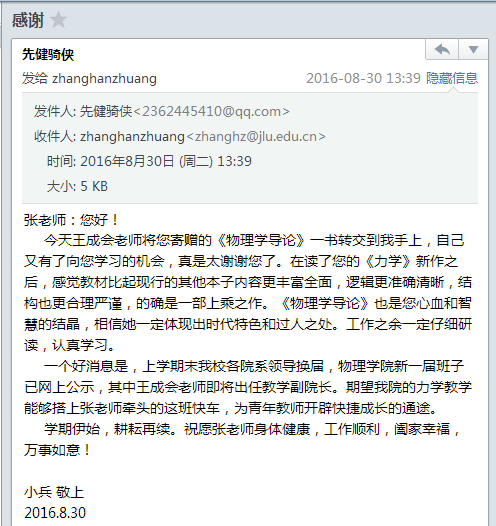 感谢
先健骑侠
发给 zhanghanzhuang 2016-08-30 13:39 隐藏信息
发件人: 先健骑侠<2362445410@qq.com>
收件人: zhanghanzhuang<zhanghz@jlu.edu.cn>
时间: 2016年8月30日 (周二) 13:39
大小: 5 KB
张老师：您好！
今天王成会老师将您寄赠的《物理学导论》一书转交到我手上，自己
又有了向您学习的机会，真是太谢谢您了。在读了您的《力学》新作之
后，感觉教材比起现行的其他本子内容更丰富全面，逻辑更准确清晰，结
构也更合理严谨，的确是一部上乘之作。《物理学导论》也是您心血和智
慧的结晶，相信她一定体现出时代特色和过人之处。工作之余一定仔细研
读，认真学习。
一个好消息是，上学期末我校各院系领导换届，物理学院新一届班子
已网上公示，其中王成会老师即将出任教学副院长。期望我院的力学教学
能够搭上张老师牵头的这班快车，为青年教师开辟快捷成长的通途。
学期伊始，耕耘再续。祝愿张老师身体健康，工作顺利，阖家幸福，
万事如意！
小兵 敬上
2016.8.30